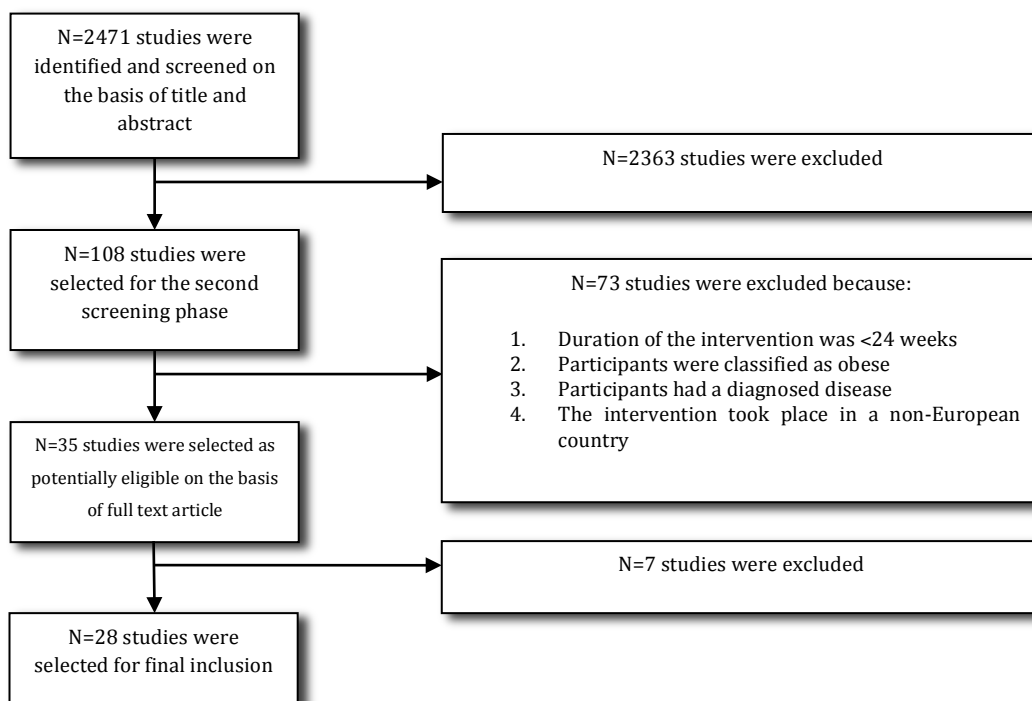 N=2471 studies were
identified and screened on
the basis of title and
abstract
N=2363 studies were excluded
N=108 studies were
selected for the second
screening phase
N=73 studies were excluded because:
1. Duration of the intervention was <24 weeks
2. Participants were classified as obese
3. Participants had a diagnosed disease
4. The intervention took place in a non-European
country
N=35 studies were selected as
potentially eligible on the basis
of full text article
N=7 studies were excluded
N=28 studies were
selected for final inclusion